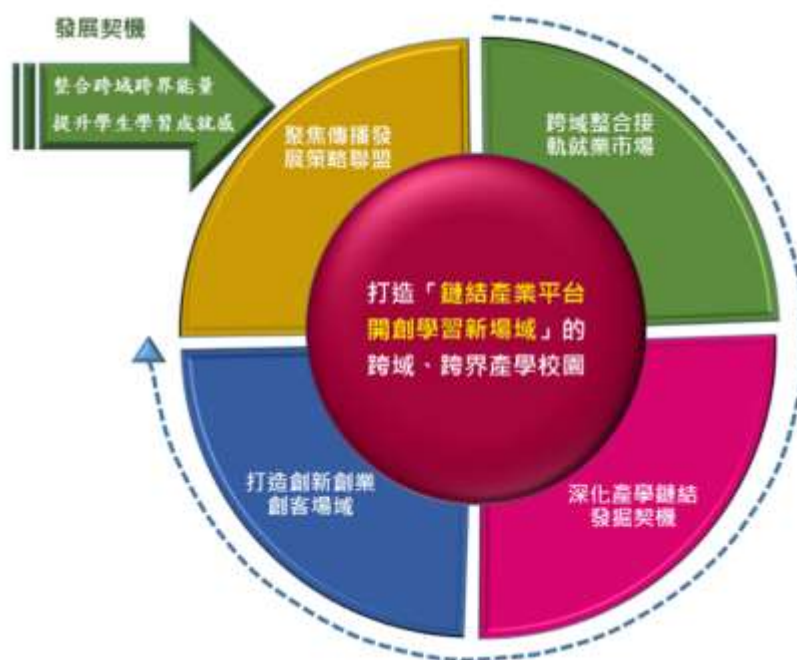 發展契機
整合跨域跨界能量
提升學生學習成就感
聚焦傳播發
展策略聯盟
跨域整合接
軌就業市場
打造「鏈結產業平台
開創學習新場域」的
跨域、跨界產學校園
打造創新創業
創客場域
深化產學鏈結
發掘契機